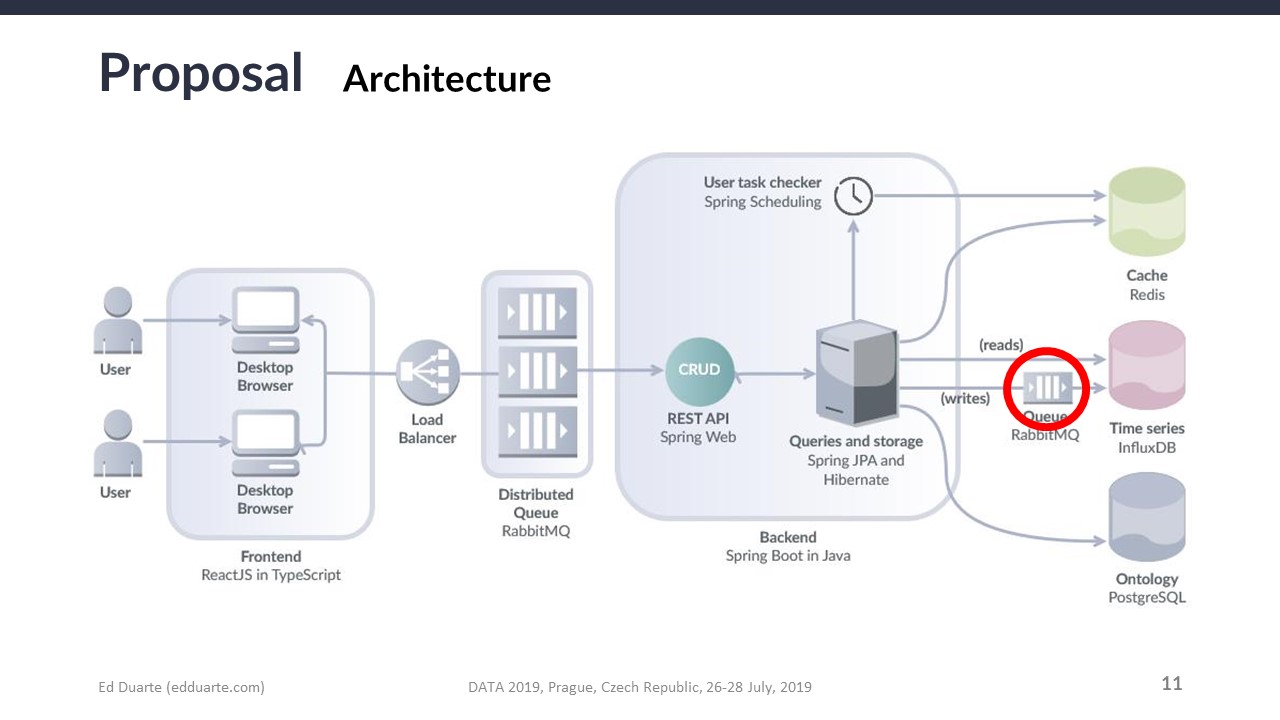 Proposal Architecture
User task checker
Spring Scheduling
Cache
Redis
User
Desktop
Browser
Load
Balancer
CRUD
REST API
Spring Web
Queries and storage
Spring JPA and
Hibernate
(reads)
(writes)
Queue
RabbitMQ
Time series
InfluxDB
User
Desktop
Browser
Distributed
Queue
RabbitMQ
Frontend
ReactJS in TypeScript
Backend
Spring Boot in Java
Ontology
PostgreSQL
Ed Duarte (edduarte.com)
DATA 2019, Prague, Czech Republic, 26-28 July, 2019
11